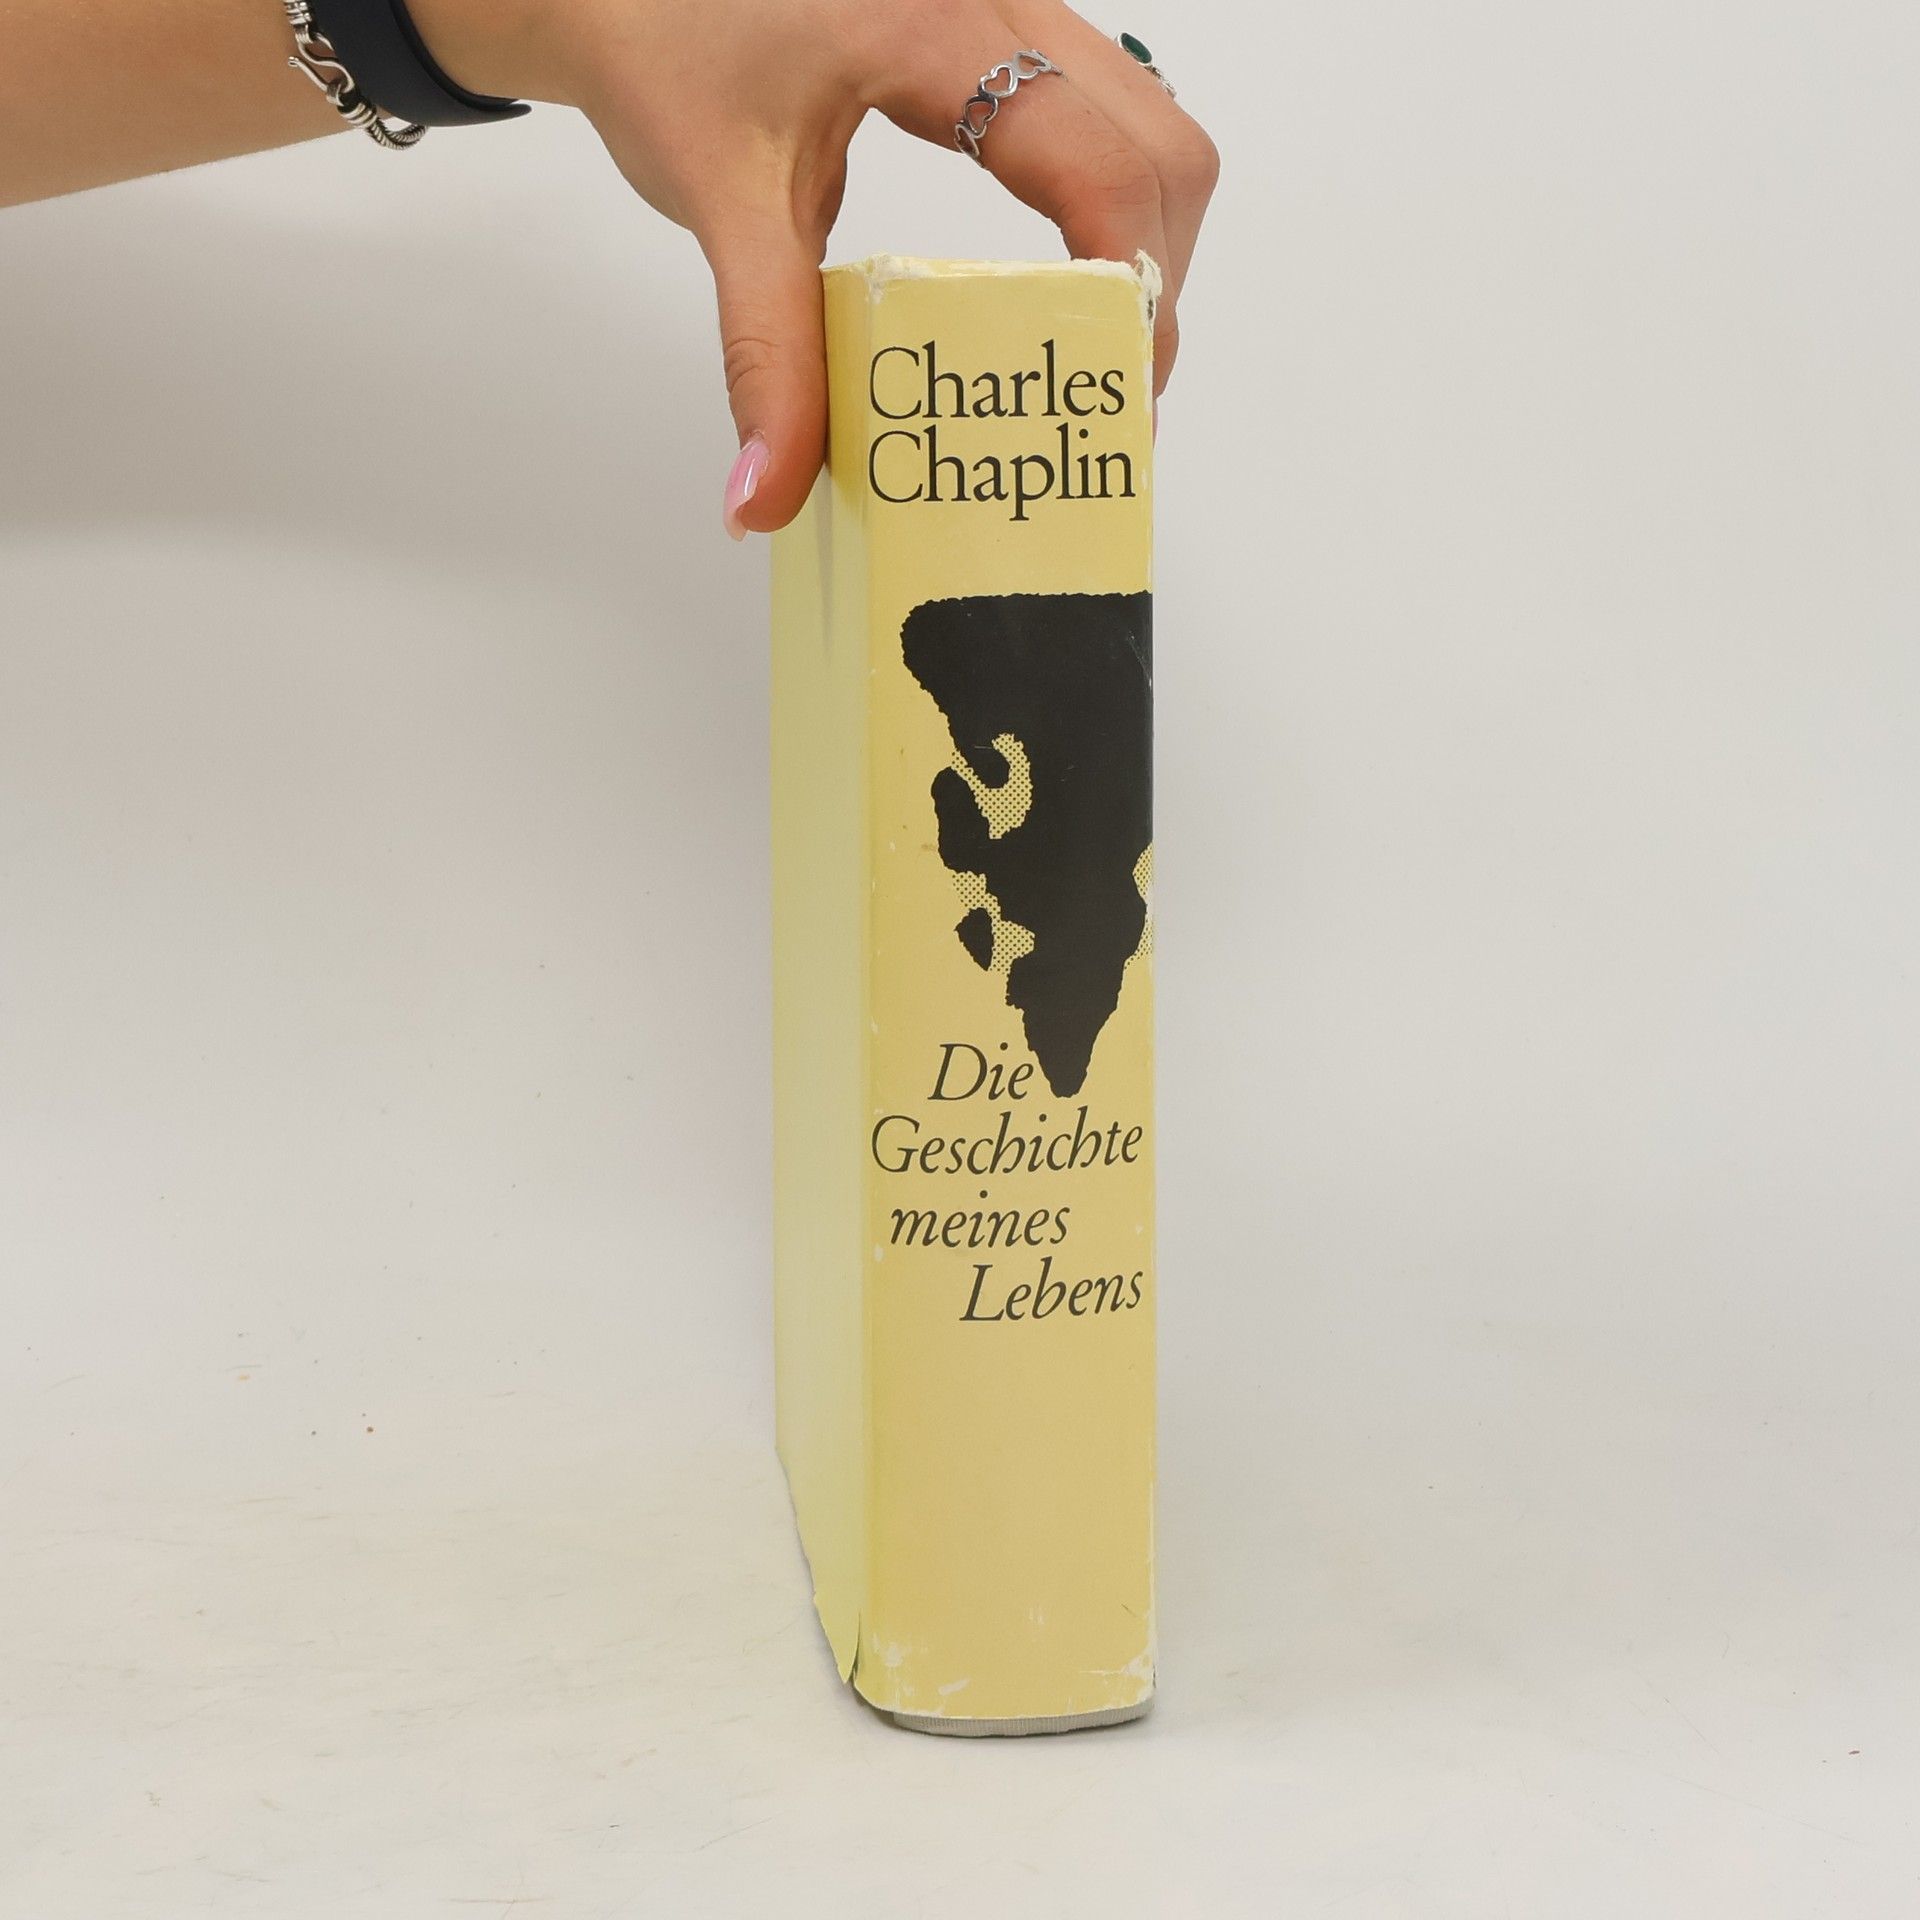 Charles
Chaplin
Die
Geschichte
meines
Lebens